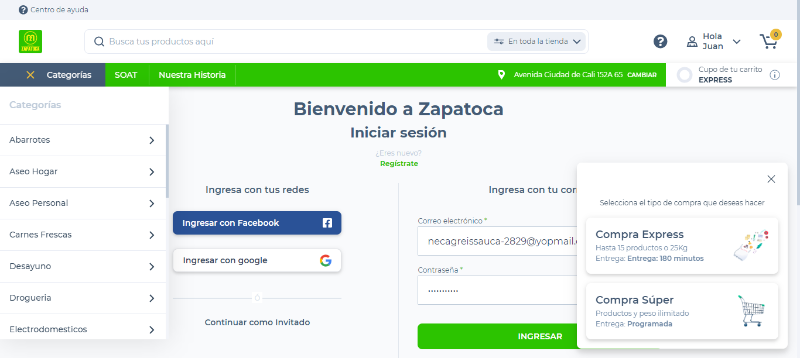 Centro de ayuda
Busca tus productos aquí
En toda la tienda
Hola
Juan
0
Categorías
SOAT
Nuestra Historia
Avenida Ciudad de Cali 152A 65 CAMBIAR
Cupo de tu carrito
EXPRESS
Categorías
Abarrotes
Aseo Hogar
Aseo Personal
Carnes Frescas
Desayuno
Drogueria
Electrodomesticos
Bienvenido a Zapatoca
Iniciar sesión
¿Eres nuevo?
Regístrate
Ingresa con tus redes
Ingresar con Facebook
Ingresar con google
O
Continuar como Invitado
Ingresa con tu cor
Correo electrónico *
necagreissauca-2829@yopmail.c
Contraseña *
INGRESAR
Selecciona el tipo de compra que deseas hacer
Compra Express
Hasta 15 productos o 25Kg
Entrega: Entrega: 180 minutos
Compra Súper
Productos y peso ilimitado
Entrega: Programada